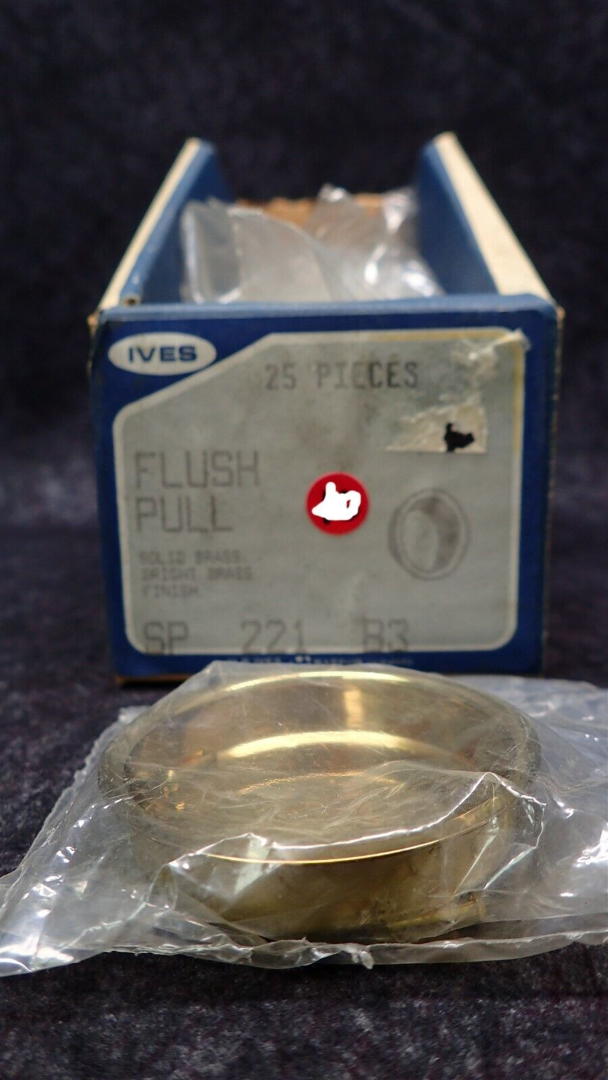 IVES
25 PIECES
FLUSH
PULL
SOLID BRASS.
BRIGHT BRASS
FINISH
SP 221 B3